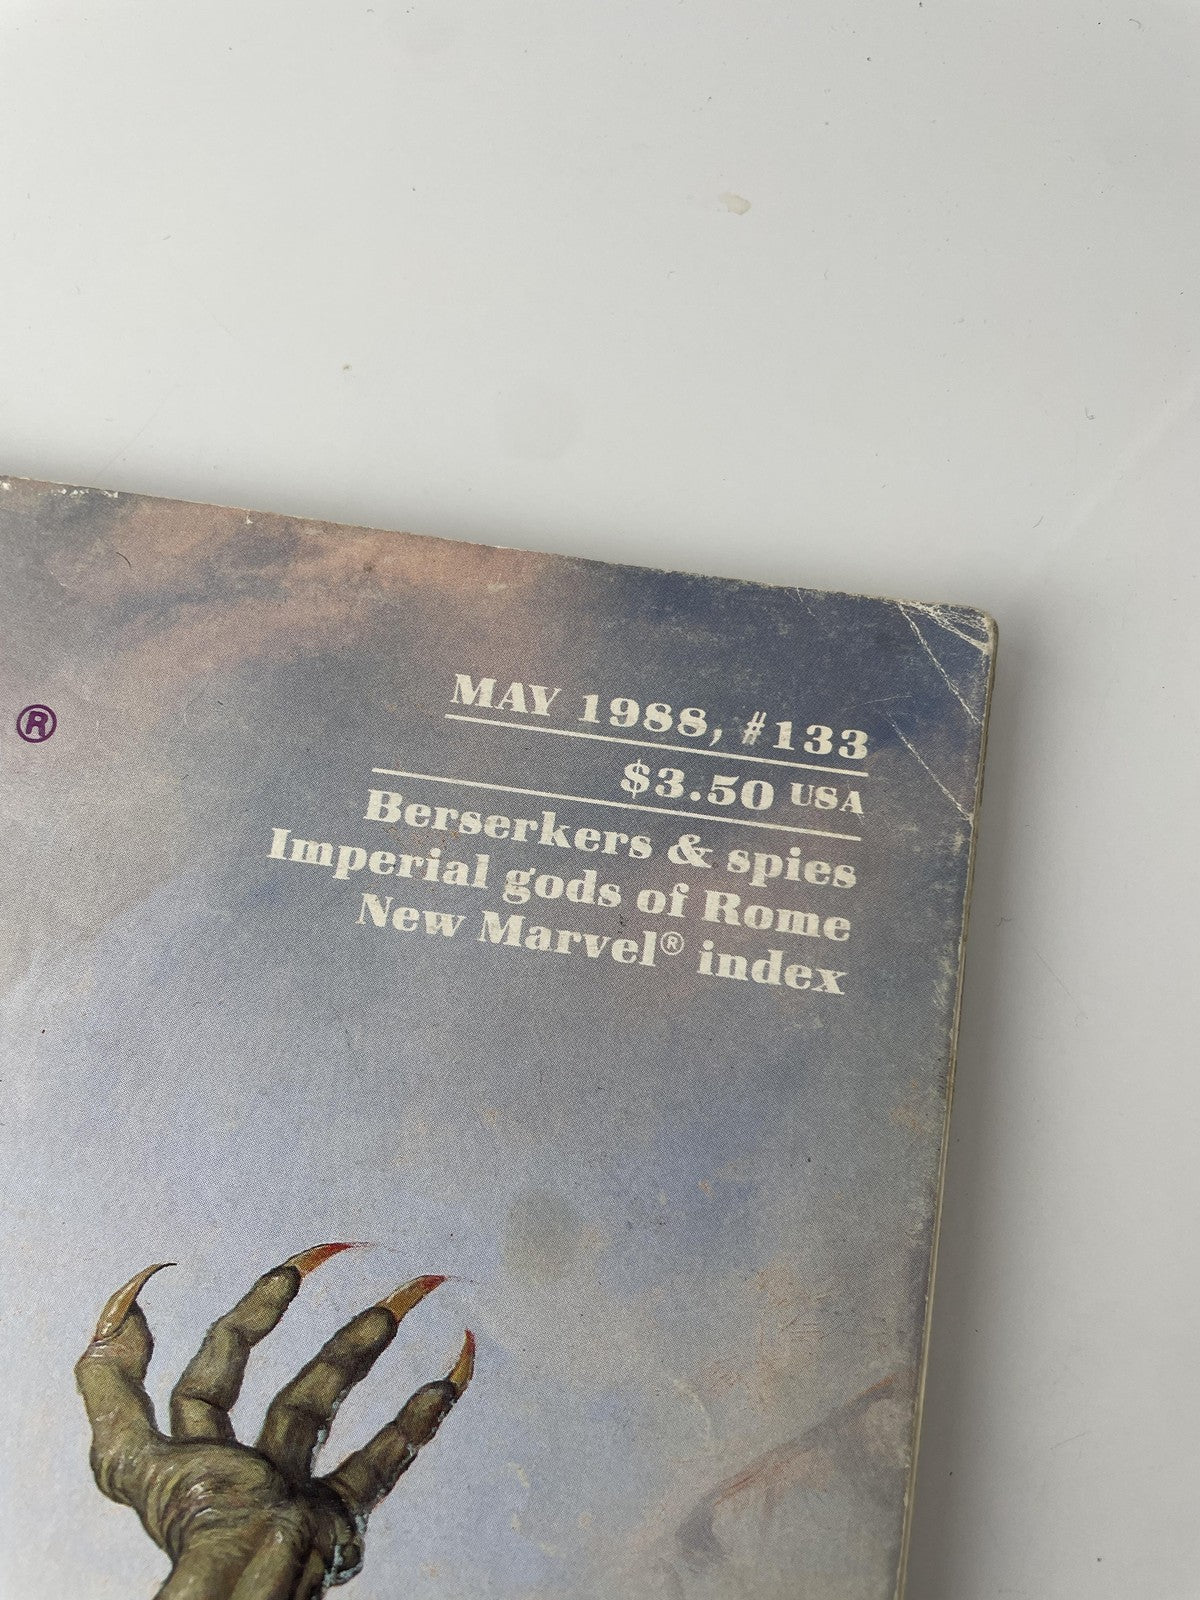 ®
MAY 1988, #133
$3.50 USA
Berserkers & spies
Imperial gods of Rome
New Marvel® index